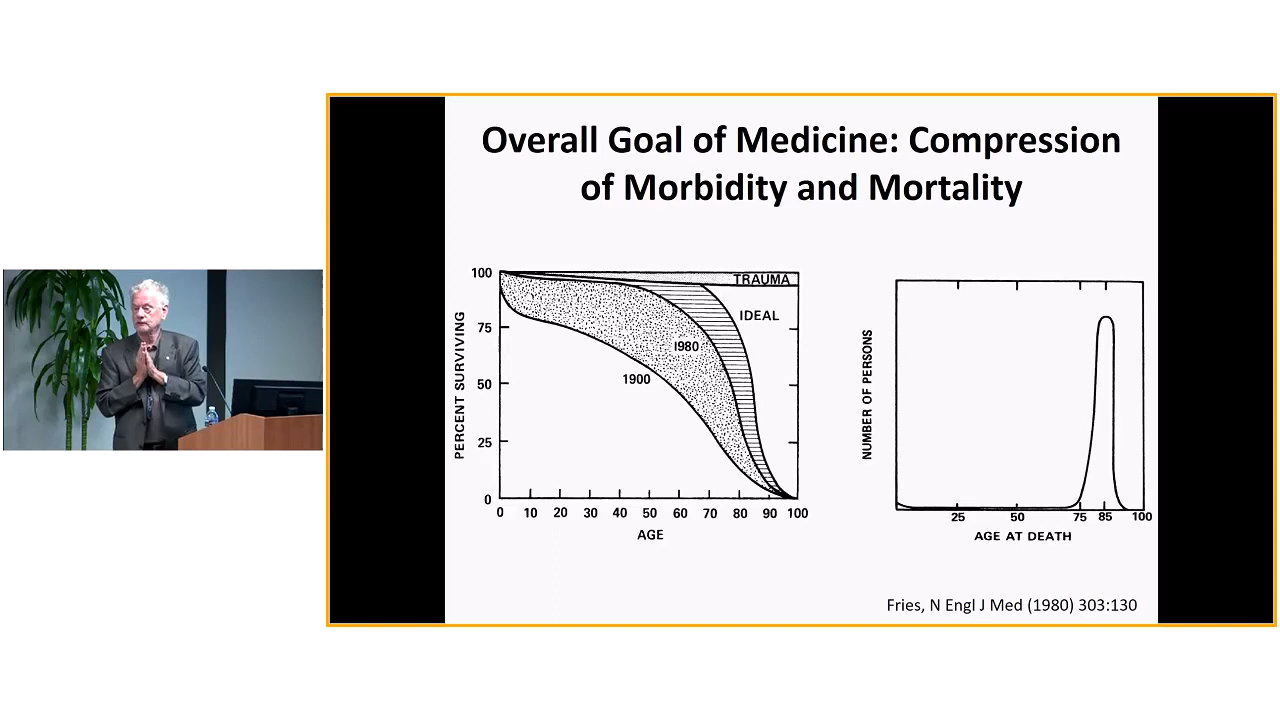 Overall Goal of Medicine: Compression
of Morbidity and Mortality
PERCENT SURVIVING
100
75
50
25
0
TRAUMA
IDEAL
1980
1900
0 10 20 30 40 50 60 70 80 90 100
AGE
NUMBER OF PERSONS
25 50 75 85 100
AGE AT DEATH
Fries, N Engl J Med (1980) 303:130